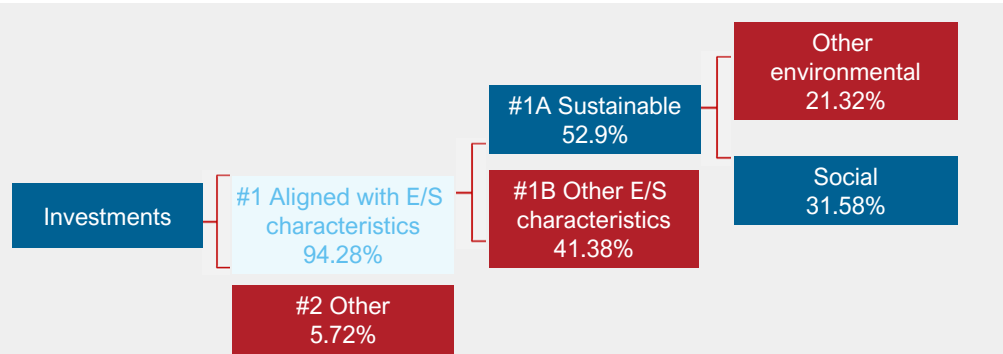 Investments
#1 Aligned with E/S
characteristics
94.28%
#2 Other
5.72%
#1A Sustainable
52.9%
#1B Other E/S
characteristics
41.38%
Other
environmental
21.32%
Social
31.58%